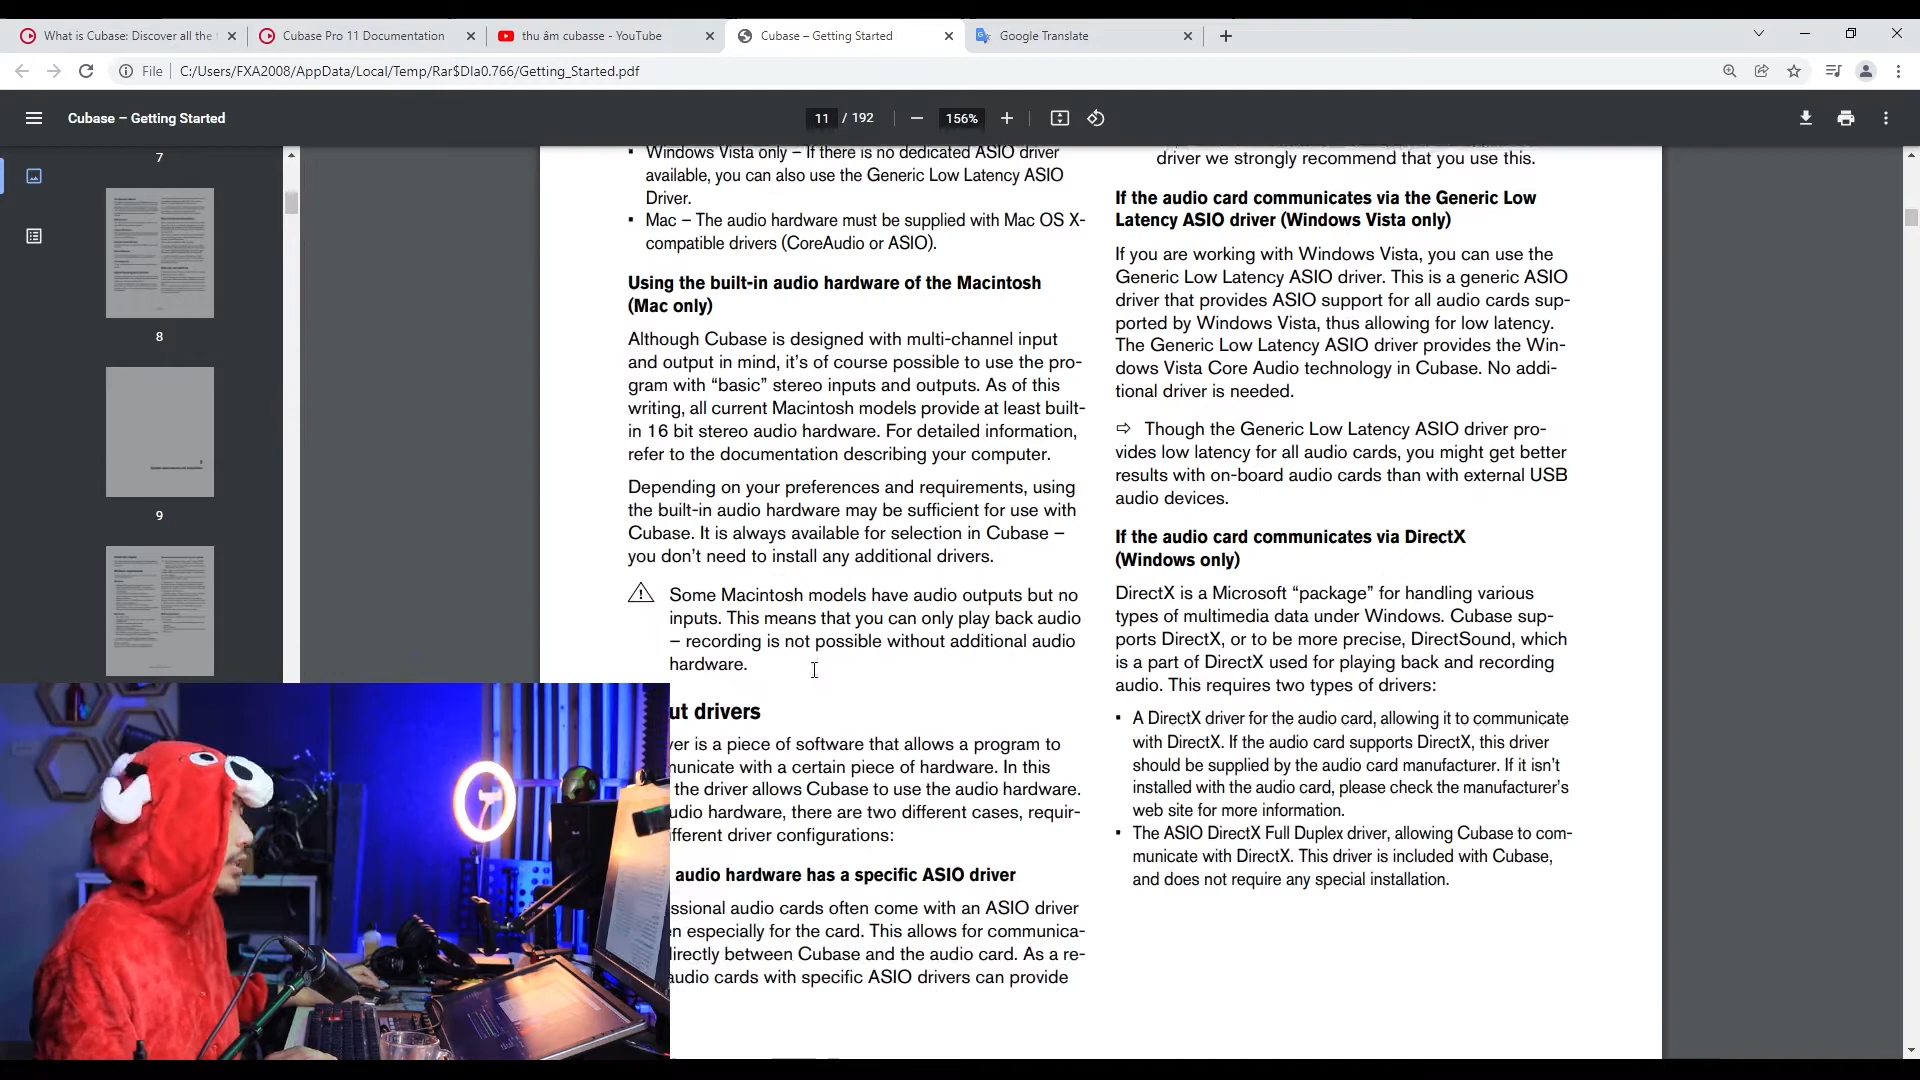 What is Cubase: Discover all the
Cubase Pro 11 Documentation
thu âm cubasse - YouTube
Cubase – Getting Started
Google Translate
File
C:/Users/FXA2008/AppData/Local/Temp/Rar$DIa0.766/Getting_Started.pdf
Cubase – Getting Started
11 / 192
156%
7
8
9
Windows Vista only – If there is no dedicated ASIO driver
available, you can also use the Generic Low Latency ASIO
Driver.
Mac – The audio hardware must be supplied with Mac OS X-
compatible drivers (CoreAudio or ASIO).
Using the built-in audio hardware of the Macintosh
(Mac only)
Although Cubase is designed with multi-channel input
and output in mind, it's of course possible to use the pro-
gram with “basic” stereo inputs and outputs. As of this
writing, all current Macintosh models provide at least built-
in 16 bit stereo audio hardware. For detailed information,
refer to the documentation describing your computer.
Depending on your preferences and requirements, using
the built-in audio hardware may be sufficient for use with
Cubase. It is always available for selection in Cubase –
you don't need to install any additional drivers.
Some Macintosh models have audio outputs but no
inputs. This means that you can only play back audio
– recording is not possible without additional audio
hardware.
ut drivers
ver is a piece of software that allows a program to
unicate with a certain piece of hardware. In this
the driver allows Cubase to use the audio hardware.
udio hardware, there are two different cases, requir-
fferent driver configurations:
audio hardware has a specific ASIO driver
ssional audio cards often come with an ASIO driver
n especially for the card. This allows for communica-
directly between Cubase and the audio card. As a re-
audio cards with specific ASIO drivers can provide
driver we strongly recommend that you use this.
If the audio card communicates via the Generic Low
Latency ASIO driver (Windows Vista only)
If you are working with Windows Vista, you can use the
Generic Low Latency ASIO driver. This is a generic ASIO
driver that provides ASIO support for all audio cards sup-
ported by Windows Vista, thus allowing for low latency.
The Generic Low Latency ASIO driver provides the Win-
dows Vista Core Audio technology in Cubase. No addi-
tional driver is needed.
⇨ Though the Generic Low Latency ASIO driver pro-
vides low latency for all audio cards, you might get better
results with on-board audio cards than with external USB
audio devices.
If the audio card communicates via DirectX
(Windows only)
DirectX is a Microsoft “package” for handling various
types of multimedia data under Windows. Cubase sup-
ports DirectX, or to be more precise, DirectSound, which
is a part of DirectX used for playing back and recording
audio. This requires two types of drivers:
A DirectX driver for the audio card, allowing it to communicate
with DirectX. If the audio card supports DirectX, this driver
should be supplied by the audio card manufacturer. If it isn't
installed with the audio card, please check the manufacturer's
web site for more information.
The ASIO DirectX Full Duplex driver, allowing Cubase to com-
municate with DirectX. This driver is included with Cubase,
and does not require any special installation.